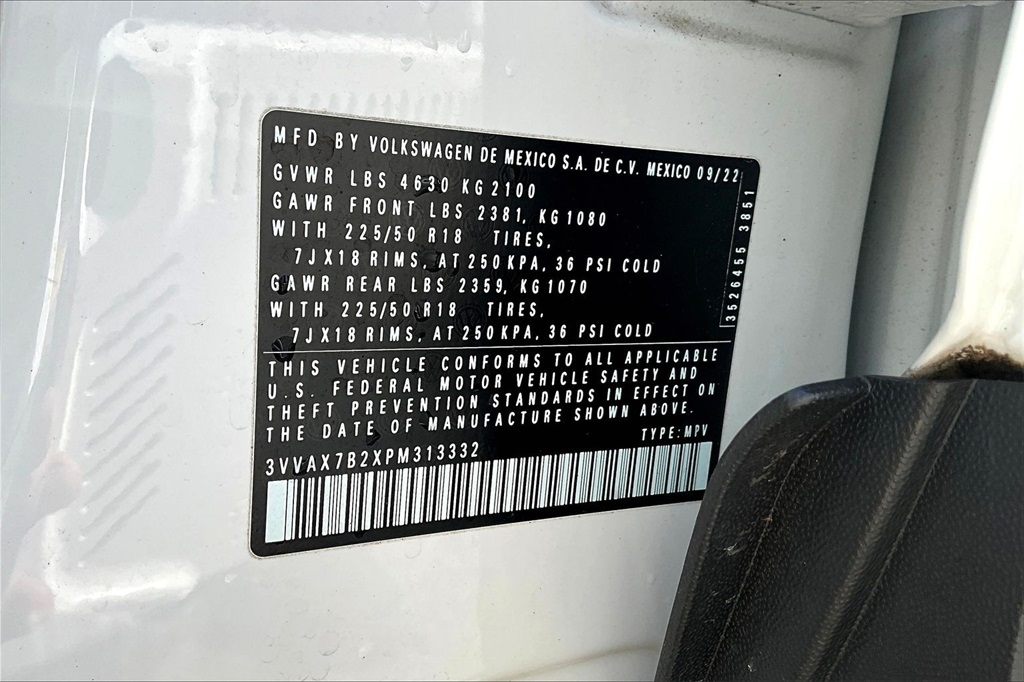 MFD BY VOLKSWAGEN DE MEXICO S.A. DE C.V. MEXICO 09/22
GVWR LBS 4630 KG 2100
GAWR FRONT LBS 2381, KG 1080
WITH 225/50 R18 TIRES,
7JX18 RIMS, AT 250 KPA, 36 PSI COLD
GAWR REAR LBS 2359, KG 1070
WITH 225/50 R18 TIRES,
7JX18 RIMS, AT 250 KPA, 36 PSI COLD
3526455 3851
THIS VEHICLE CONFORMS TO ALL APPLICABLE
U.S. FEDERAL MOTOR VEHICLE SAFETY AND
THEFT PREVENTION STANDARDS IN EFFECT ON
THE DATE OF MANUFACTURE SHOWN ABOVE.
TYPE: MPV
3VVAX7B2XPM313332